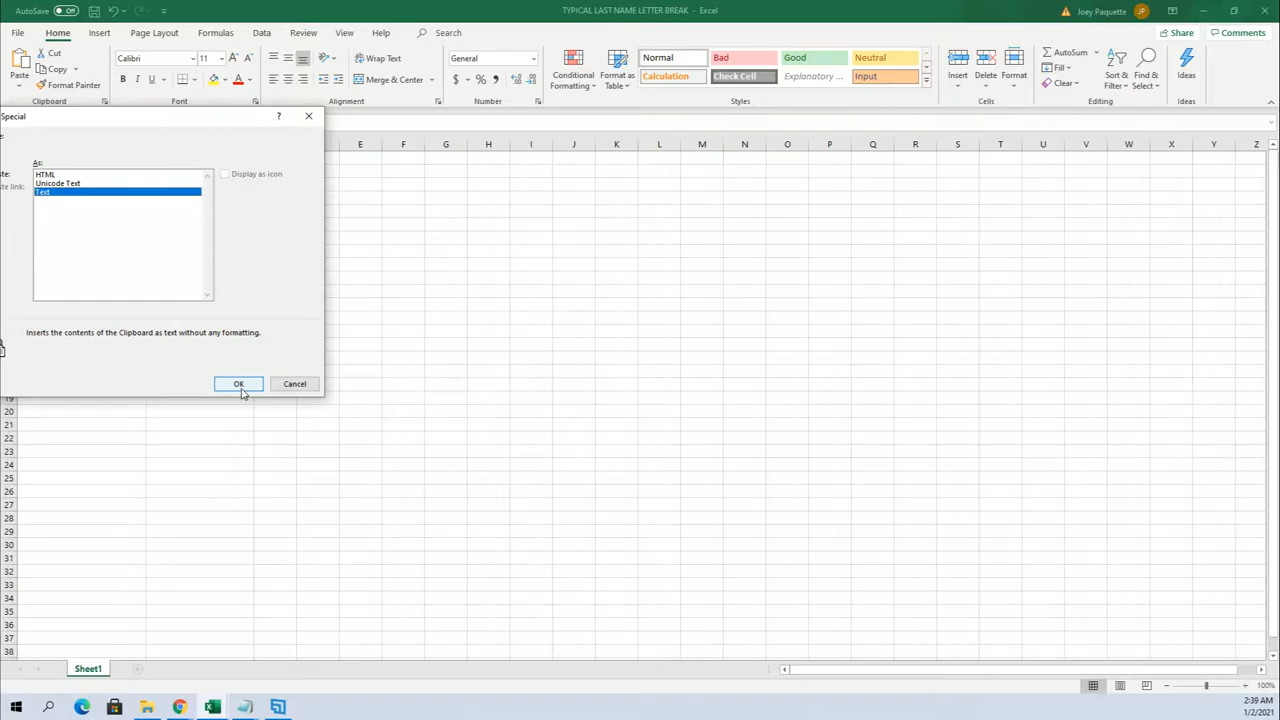 AutoSave Off TYPICAL LAST NAME LETTER BREAK - Excel Joey Paquette JP
File Home Insert Page Layout Formulas Data Review View Help Search Share Comments
Paste Cut Copy Format Painter Clipboard
Calibri 11 B I U A Font
Wrap Text Merge & Center Alignment
General $ % Number
Conditional Formatting Format as Table
Normal Bad Good Neutral
Calculation Check Cell Explanatory ... Input
Styles
Insert Delete Format Cells
AutoSum Fill Clear Sort & Filter Find & Select Editing
Ideas Ideas
Special ?
As:
HTML
Unicode Text
Text
Display as icon
Inserts the contents of the Clipboard as text without any formatting.
OK Cancel
E F G H I J K L M N O P Q R S T U V W X Y Z
19
20
21
22
23
24
25
26
27
28
29
30
31
32
33
34
35
36
37
38
Sheet1
100%
2:39 AM
1/2/2021